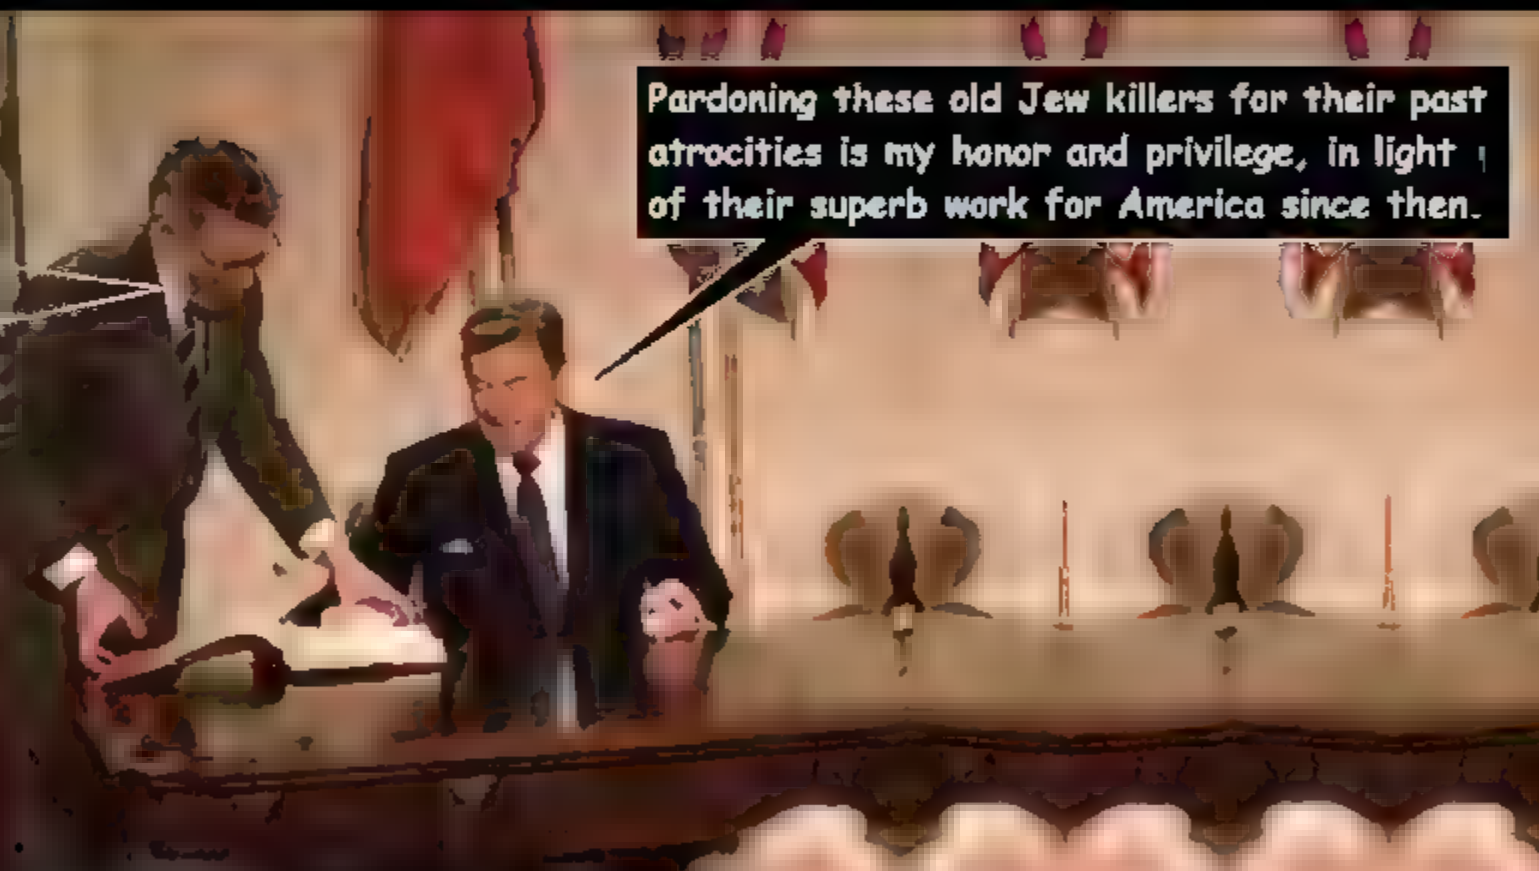 Pardoning these old Jew killers for their past
atrocities is my honor and privilege, in light
of their superb work for America since then.